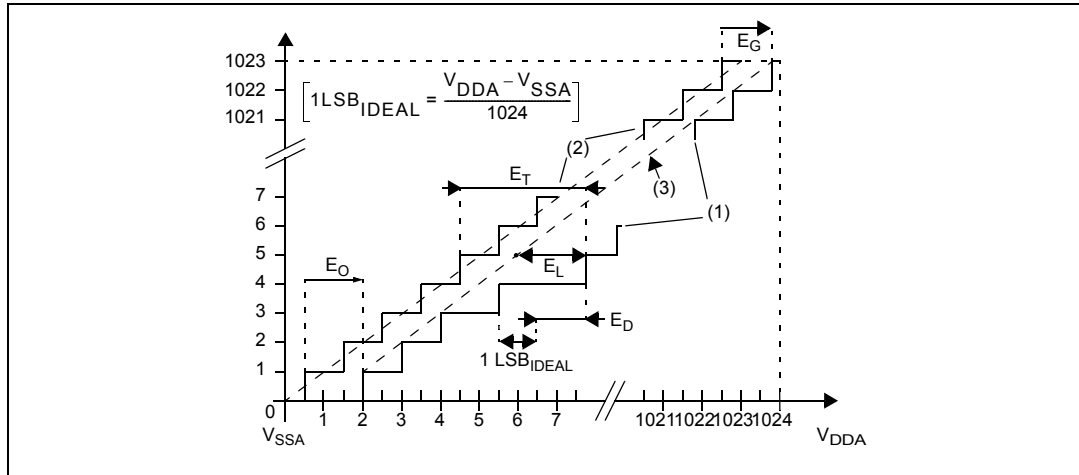 E_G
1023
1022
1021
[1LSB_IDEAL = (V_DDA – V_SSA) / 1024]
(2)
E_T
(3)
7
(1)
6
5
E_L
E_O
4
3
E_D
2
1 LSB_IDEAL
1
0
1 2 3 4 5 6 7 1021 1022 1023 1024
V_SSA
V_DDA